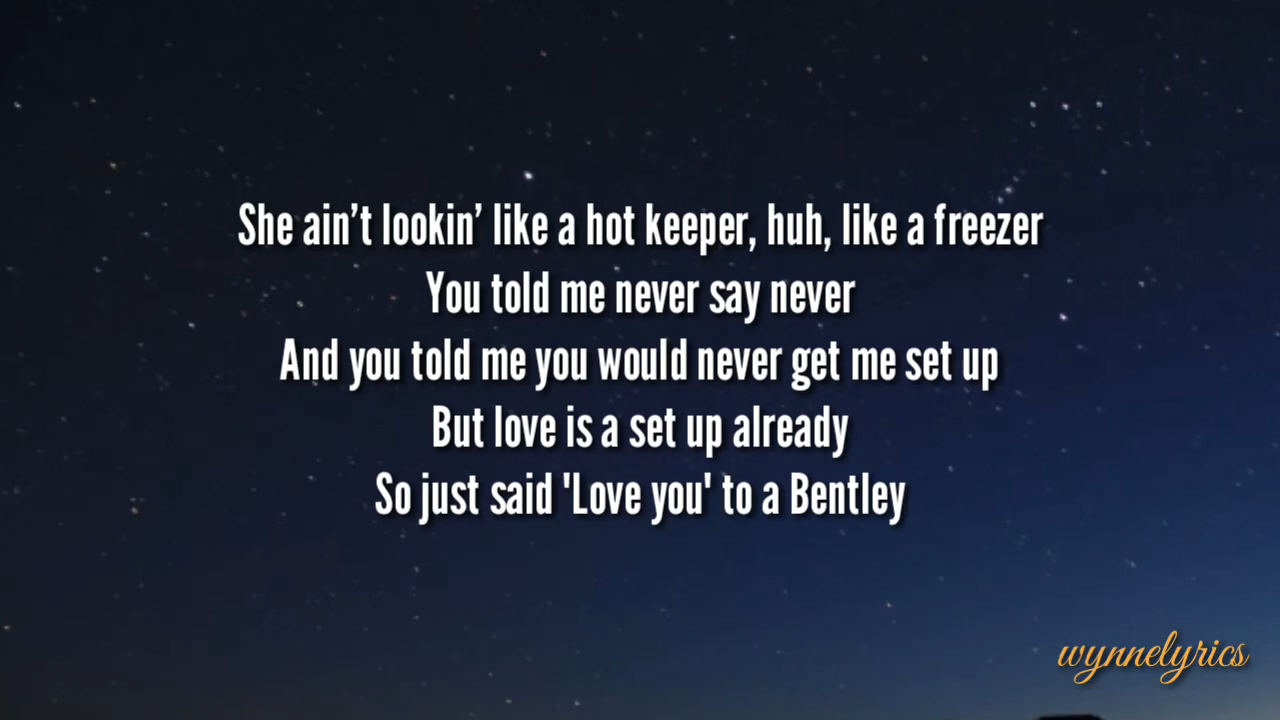 She ain’t lookin’ like a hot keeper, huh, like a freezer
You told me never say never
And you told me you would never get me set up
But love is a set up already
So just said 'Love you' to a Bentley
wynnelyrics